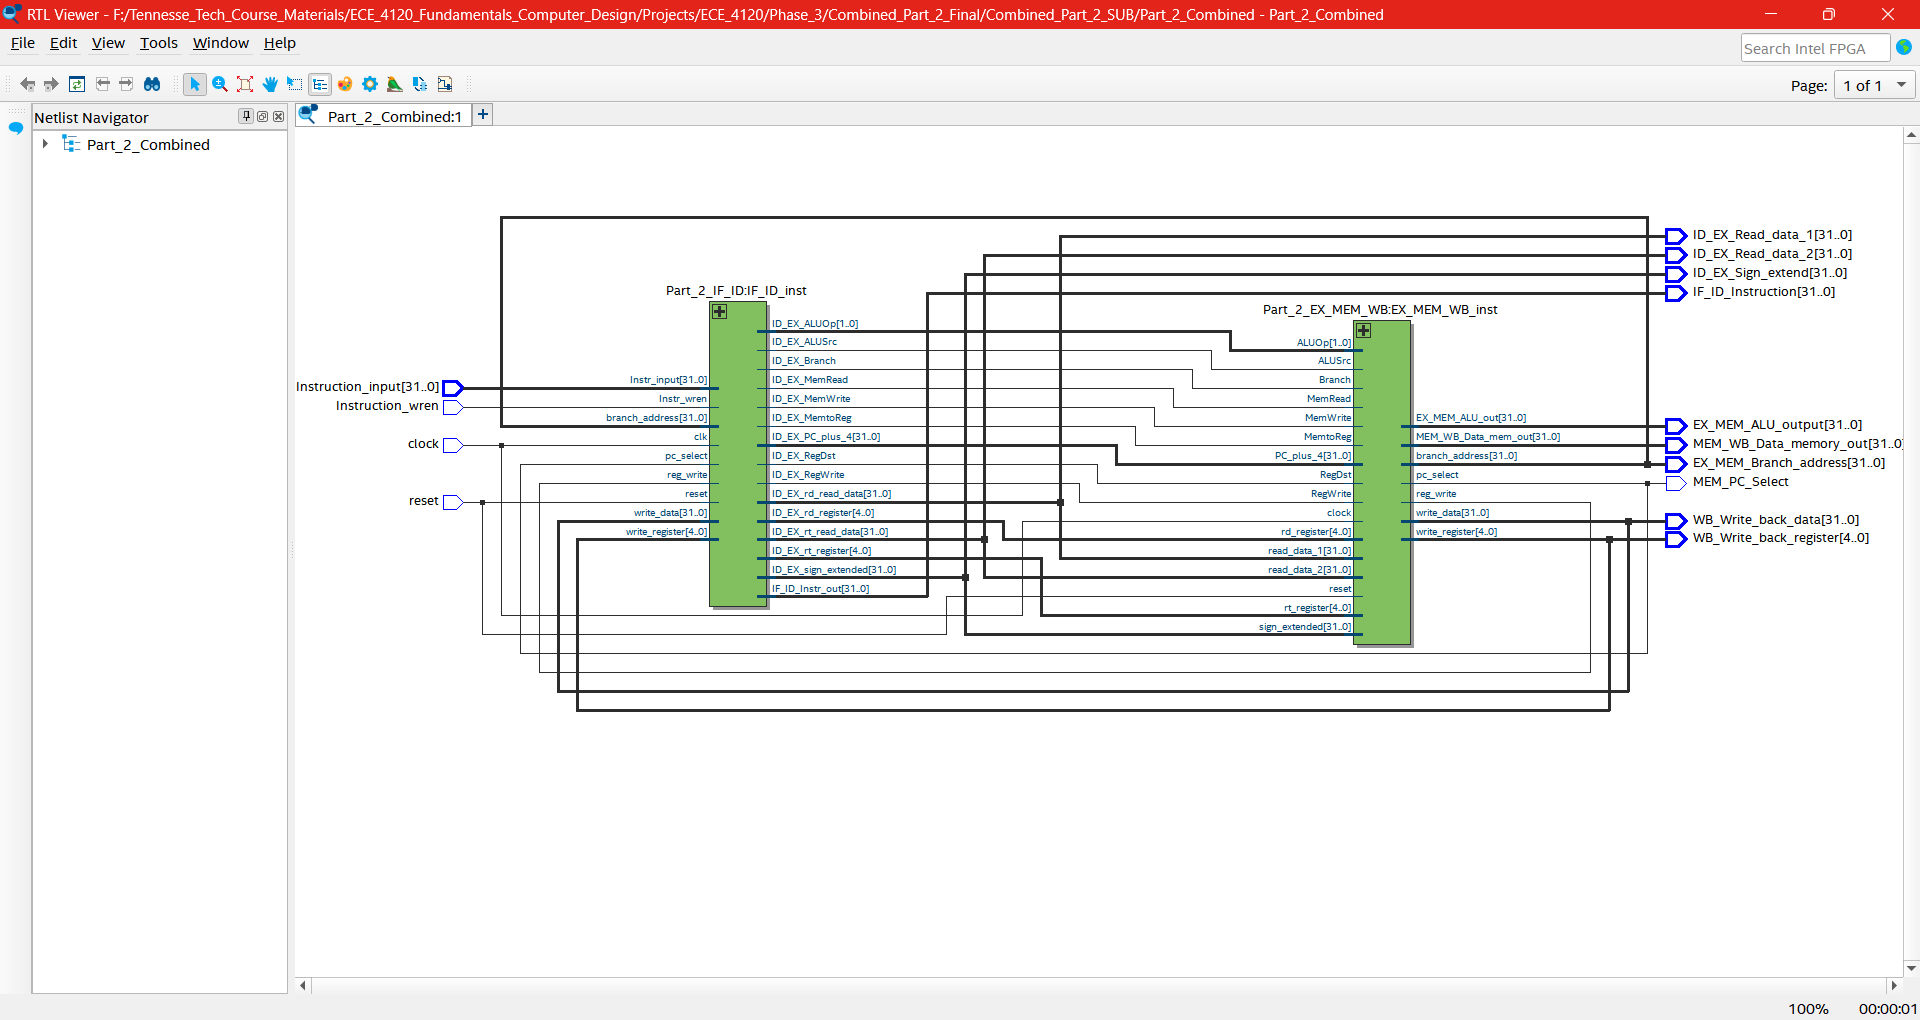 RTL Viewer - F:/Tennesse_Tech_Course_Materials/ECE_4120_Fundamentals_Computer_Design/Projects/ECE_4120/Phase_3/Combined_Part_2_Final/Combined_Part_2_SUB/Part_2_Combined - Part_2_Combined
File Edit View Tools Window Help
Search Intel FPGA
Page: 1 of 1
Netlist Navigator
Part_2_Combined
Part_2_Combined:1
Instruction_input[31..0]
Instruction_wren
clock
reset
Part_2_IF_ID:IF_ID_inst
Instr_input[31..0]
Instr_wren
branch_address[31..0]
clk
pc_select
reg_write
reset
write_data[31..0]
write_register[4..0]
ID_EX_ALUOp[1..0]
ID_EX_ALUSrc
ID_EX_Branch
ID_EX_MemRead
ID_EX_MemWrite
ID_EX_MemtoReg
ID_EX_PC_plus_4[31..0]
ID_EX_RegDst
ID_EX_RegWrite
ID_EX_rd_read_data[31..0]
ID_EX_rd_register[4..0]
ID_EX_rt_read_data[31..0]
ID_EX_rt_register[4..0]
ID_EX_sign_extended[31..0]
IF_ID_Instr_out[31..0]
Part_2_EX_MEM_WB:EX_MEM_WB_inst
ALUOp[1..0]
ALUSrc
Branch
MemRead
MemWrite
MemtoReg
PC_plus_4[31..0]
RegDst
RegWrite
clock
rd_register[4..0]
read_data_1[31..0]
read_data_2[31..0]
reset
rt_register[4..0]
sign_extended[31..0]
EX_MEM_ALU_out[31..0]
MEM_WB_Data_mem_out[31..0]
branch_address[31..0]
pc_select
reg_write
write_data[31..0]
write_register[4..0]
ID_EX_Read_data_1[31..0]
ID_EX_Read_data_2[31..0]
ID_EX_Sign_extend[31..0]
IF_ID_Instruction[31..0]
EX_MEM_ALU_output[31..0]
MEM_WB_Data_memory_out[31..0
EX_MEM_Branch_address[31..0]
MEM_PC_Select
WB_Write_back_data[31..0]
WB_Write_back_register[4..0]
100% 00:00:01